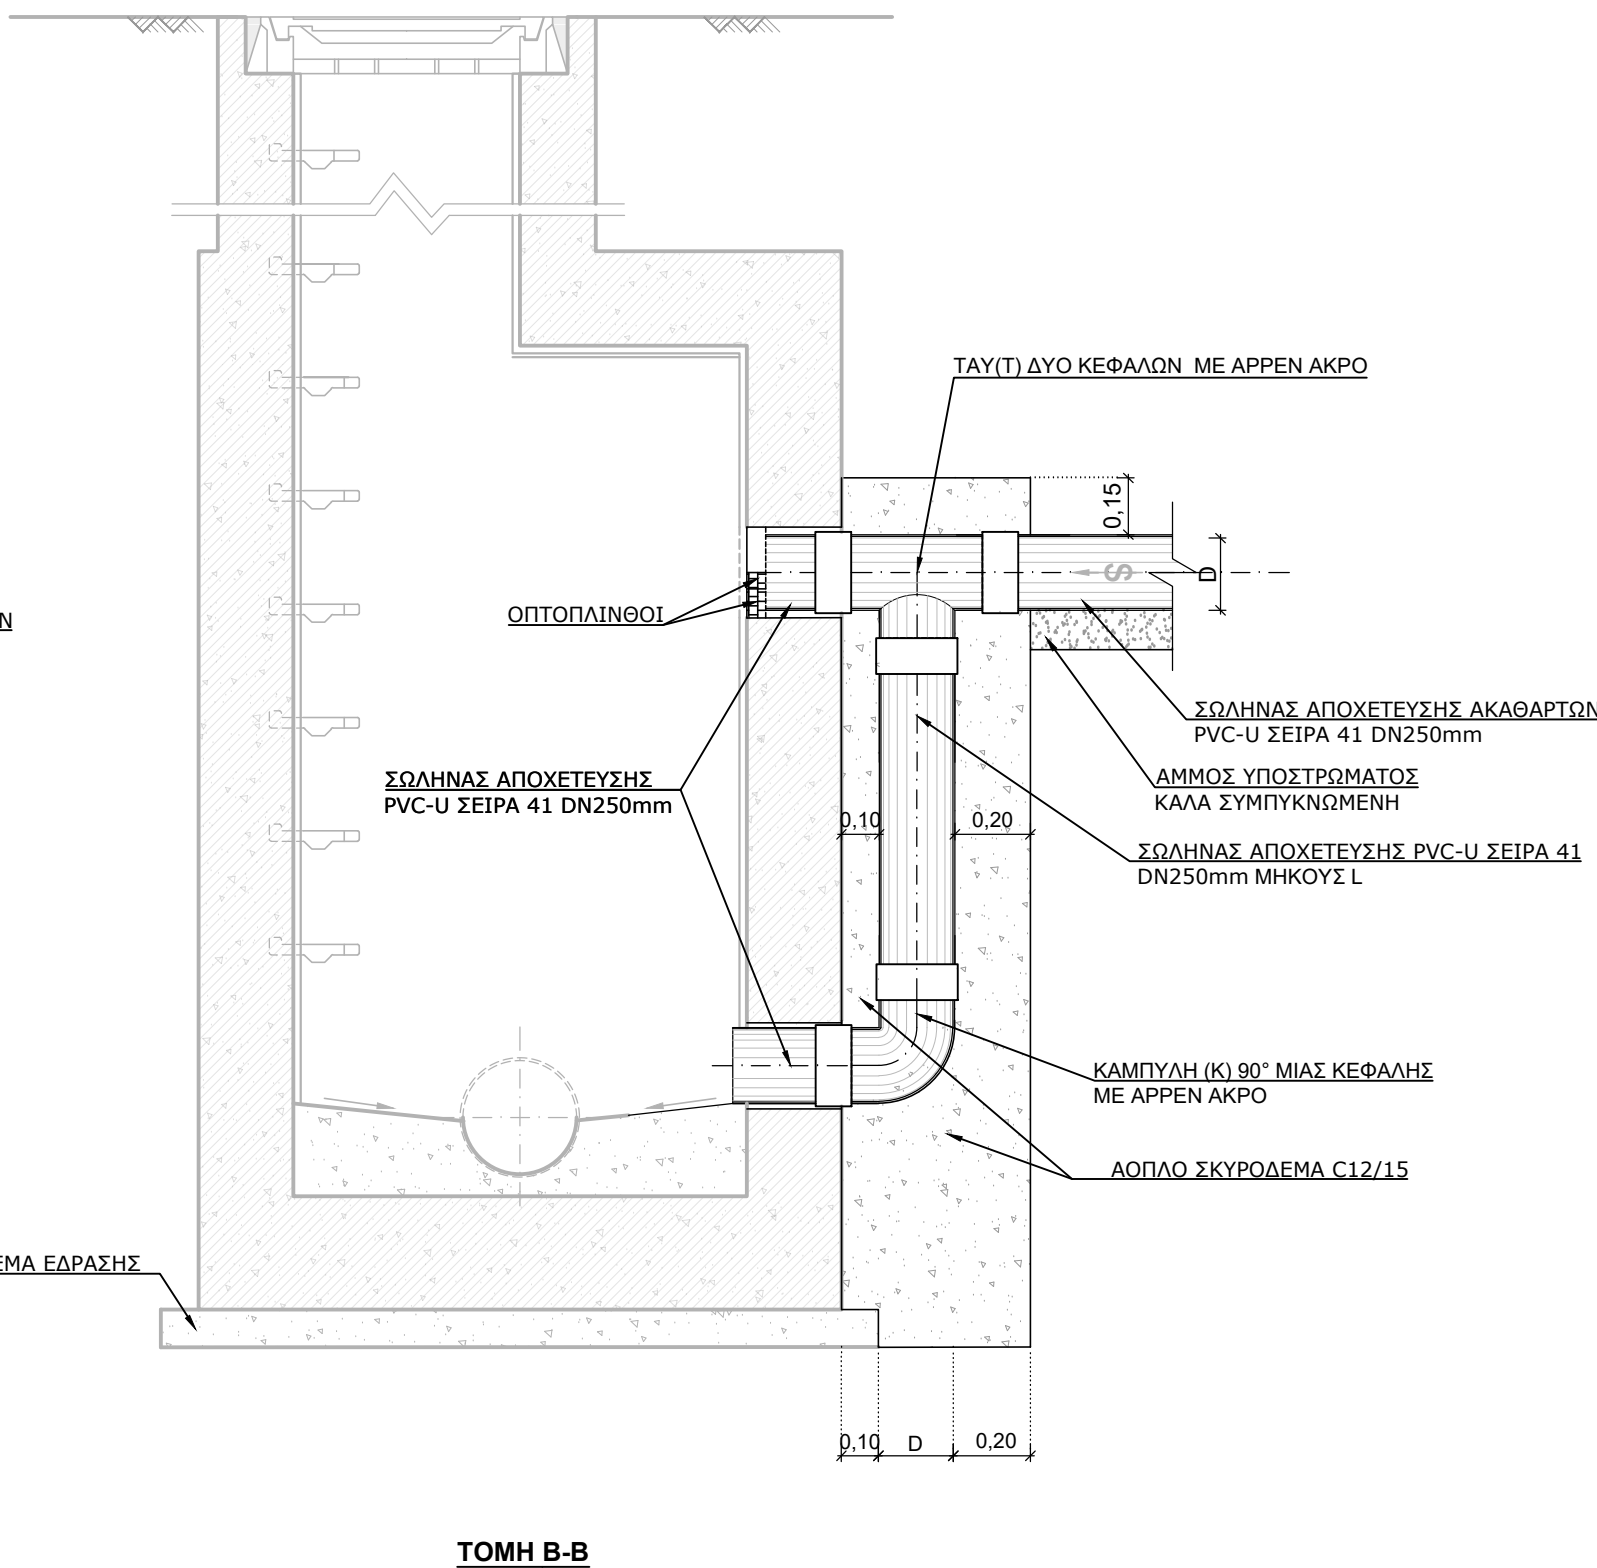 ΤΑΥ(Τ) ΔΥΟ ΚΕΦΑΛΩΝ ΜΕ ΑΡΡΕΝ ΑΚΡΟ
0,15
S
D
ΟΠΤΟΠΛΙΝΘΟΙ
Ν
ΣΩΛΗΝΑΣ ΑΠΟΧΕΤΕΥΣΗΣ ΑΚΑΘΑΡΤΩΝ
PVC-U ΣΕΙΡΑ 41 DN250mm
ΣΩΛΗΝΑΣ ΑΠΟΧΕΤΕΥΣΗΣ
PVC-U ΣΕΙΡΑ 41 DN250mm
ΑΜΜΟΣ ΥΠΟΣΤΡΩΜΑΤΟΣ
ΚΑΛΑ ΣΥΜΠΥΚΝΩΜΕΝΗ
0,10
0,20
ΣΩΛΗΝΑΣ ΑΠΟΧΕΤΕΥΣΗΣ PVC-U ΣΕΙΡΑ 41
DN250mm ΜΗΚΟΥΣ L
ΚΑΜΠΥΛΗ (Κ) 90° ΜΙΑΣ ΚΕΦΑΛΗΣ
ΜΕ ΑΡΡΕΝ ΑΚΡΟ
ΑΟΠΛΟ ΣΚΥΡΟΔΕΜΑ C12/15
ΕΜΑ ΕΔΡΑΣΗΣ
0,10 D 0,20
ΤΟΜΗ Β-Β